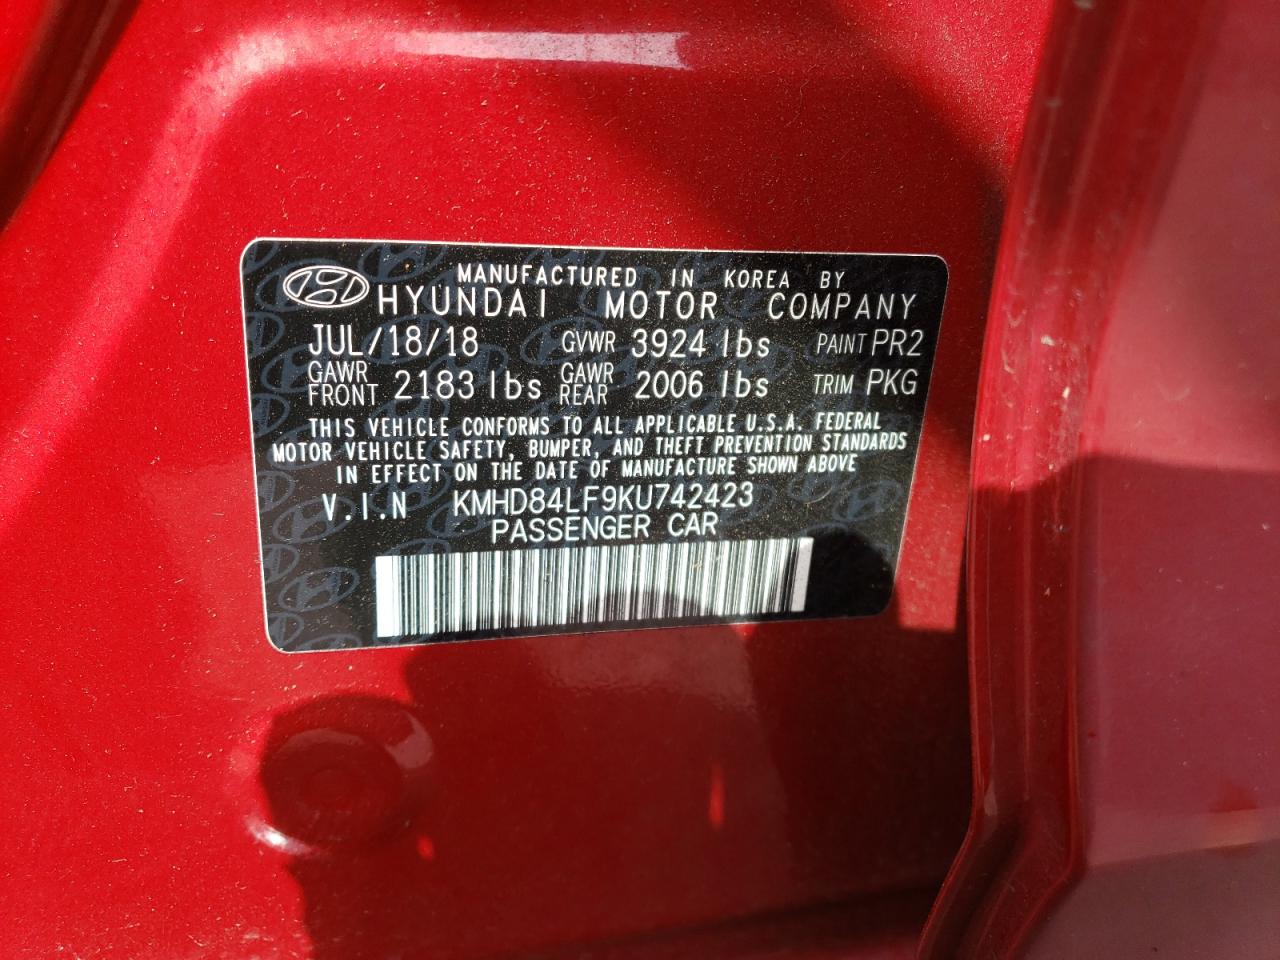 MANUFACTURED IN KOREA BY
HYUNDAI MOTOR COMPANY
JUL/18/18 GVWR 3924 lbs PAINT PR2
GAWR FRONT 2183 lbs GAWR REAR 2006 lbs TRIM PKG
THIS VEHICLE CONFORMS TO ALL APPLICABLE U.S.A. FEDERAL
MOTOR VEHICLE SAFETY, BUMPER, AND THEFT PREVENTION STANDARDS
IN EFFECT ON THE DATE OF MANUFACTURE SHOWN ABOVE
V.I.N KMHD84LF9KU742423
PASSENGER CAR